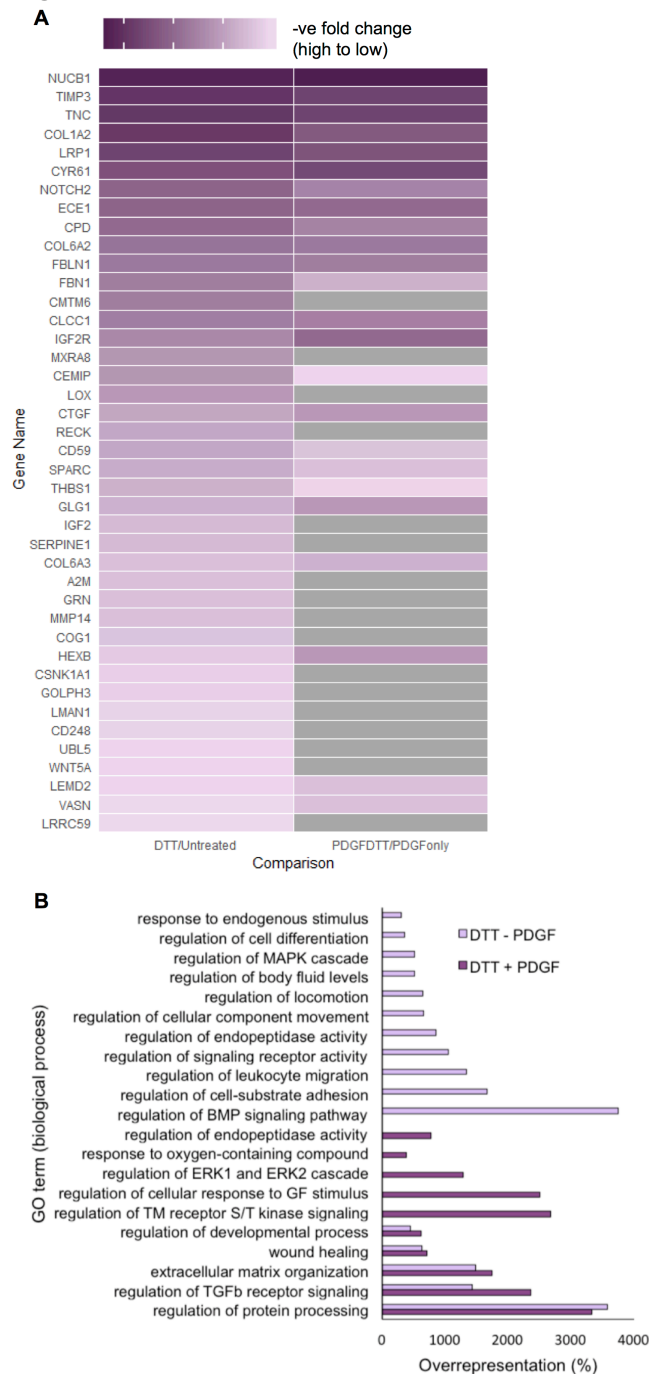 A
-ve fold change
(high to low)
NUCB1
TIMP3
TNC
COL1A2
LRP1
CYR61
NOTCH2
ECE1
CPD
COL6A2
FBLN1
FBN1
CMTM6
CLCC1
IGF2R
MXRA8
CEMIP
LOX
CTGF
RECK
CD59
SPARC
THBS1
GLG1
IGF2
SERPINE1
COL6A3
A2M
GRN
MMP14
COG1
HEXB
CSNK1A1
GOLPH3
LMAN1
CD248
UBL5
WNT5A
LEMD2
VASN
LRRC59
Gene Name
DTT/Untreated PDGFDTT/PDGFonly
Comparison
B
response to endogenous stimulus
regulation of cell differentiation
regulation of MAPK cascade
regulation of body fluid levels
regulation of locomotion
regulation of cellular component movement
regulation of endopeptidase activity
regulation of signaling receptor activity
regulation of leukocyte migration
regulation of cell-substrate adhesion
regulation of BMP signaling pathway
regulation of endopeptidase activity
response to oxygen-containing compound
regulation of ERK1 and ERK2 cascade
regulation of cellular response to GF stimulus
regulation of TM receptor S/T kinase signaling
regulation of developmental process
wound healing
extracellular matrix organization
regulation of TGFb receptor signaling
regulation of protein processing
GO term (biological process)
DTT - PDGF
DTT + PDGF
0 1000 2000 3000 4000
Overrepresentation (%)